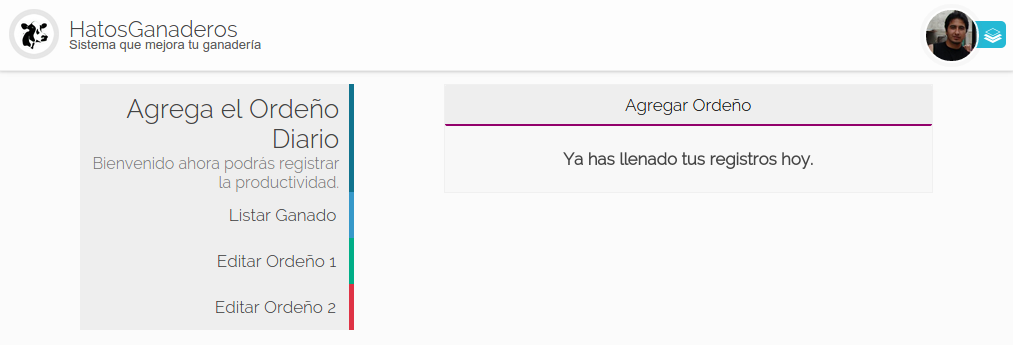 HatosGanaderos
Sistema que mejora tu ganadería
Agrega el Ordeño
Diario
Bienvenido ahora podrás registrar
la productividad.
Listar Ganado
Editar Ordeño 1
Editar Ordeño 2
Agregar Ordeño
Ya has llenado tus registros hoy.